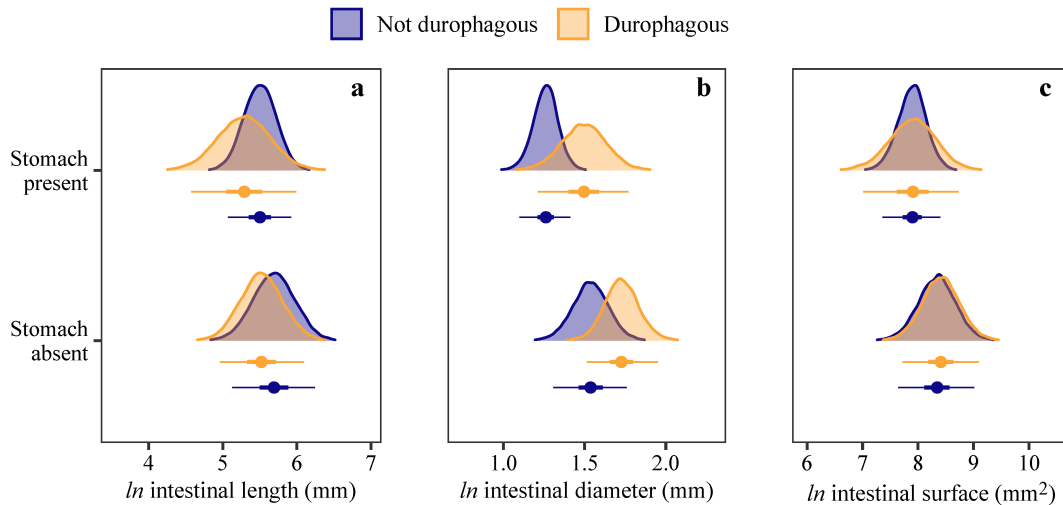 Not durophagous Durophagous
a b c
Stomach
present
Stomach
absent
4 5 6 7 1.0 1.5 2.0 6 7 8 9 10
ln intestinal length (mm) ln intestinal diameter (mm) ln intestinal surface (mm²)